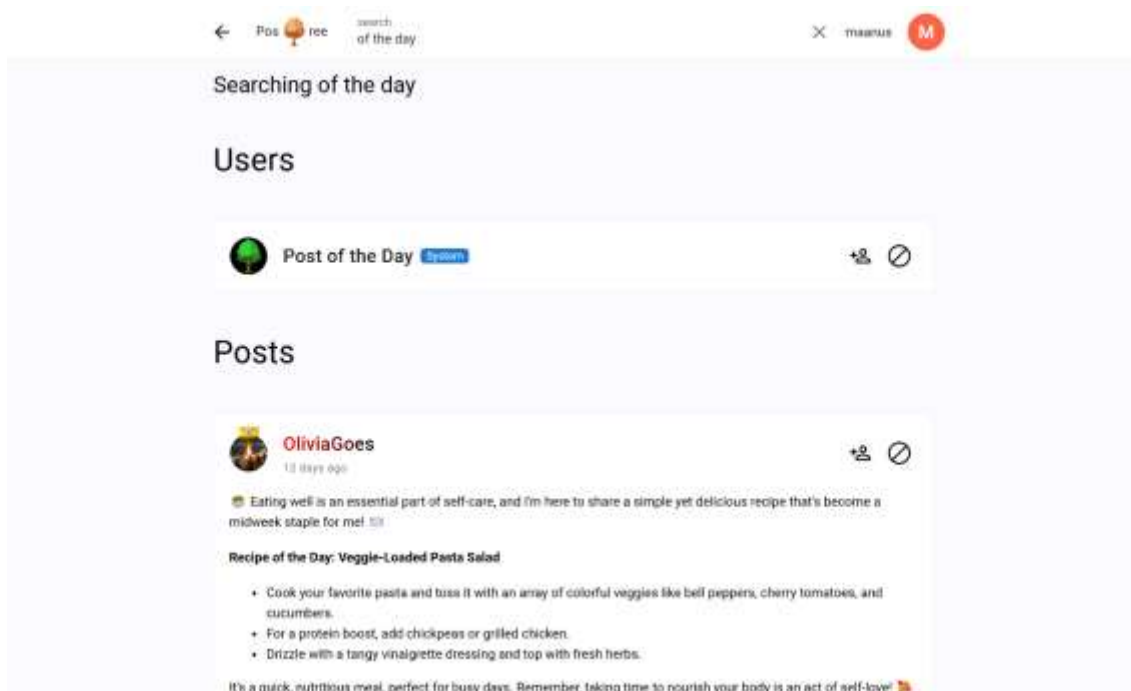 Pos ree
search
of the day
maanus
M
Searching of the day
Users
Post of the Day System
Posts
OliviaGoes
12 days ago
Eating well is an essential part of self-care, and I'm here to share a simple yet delicious recipe that's become a
midweek staple for me!
Recipe of the Day: Veggie-Loaded Pasta Salad
• Cook your favorite pasta and toss it with an array of colorful veggies like bell peppers, cherry tomatoes, and
cucumbers.
• For a protein boost, add chickpeas or grilled chicken.
• Drizzle with a tangy vinaigrette dressing and top with fresh herbs.
It's a quick, nutritious meal, perfect for busy days. Remember, taking time to nourish your body is an act of self-love!